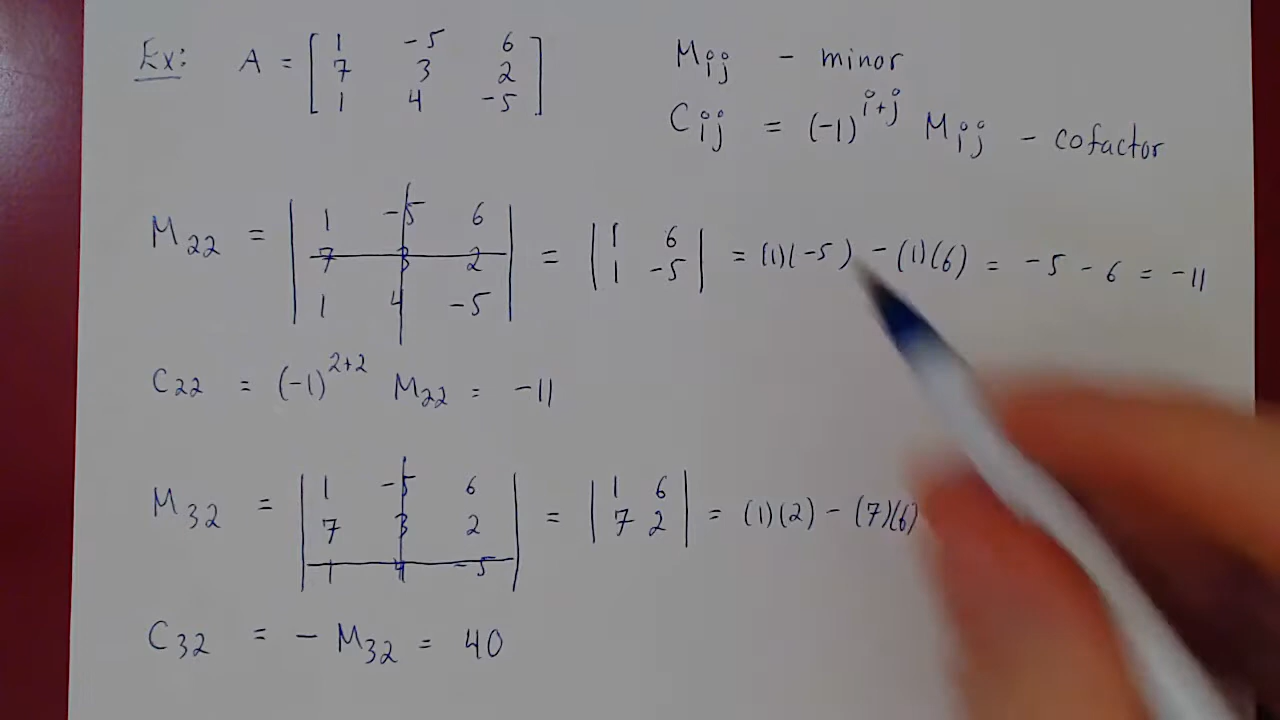 Ex: A = [ 1 -5 6
7 3 2
1 4 -5 ]
Mij - minor
Cij = (-1)^i+j Mij - cofactor
M22 = | 1 -5 6
7 3 2
1 4 -5 | = | 1 6
1 -5 | = (1)(-5) - (1)(6) = -5 - 6 = -11
C22 = (-1)^2+2 M22 = -11
M32 = | 1 -5 6
7 3 2
1 4 -5 | = | 1 6
7 2 | = (1)(2) - (7)(6)
C32 = - M32 = 40